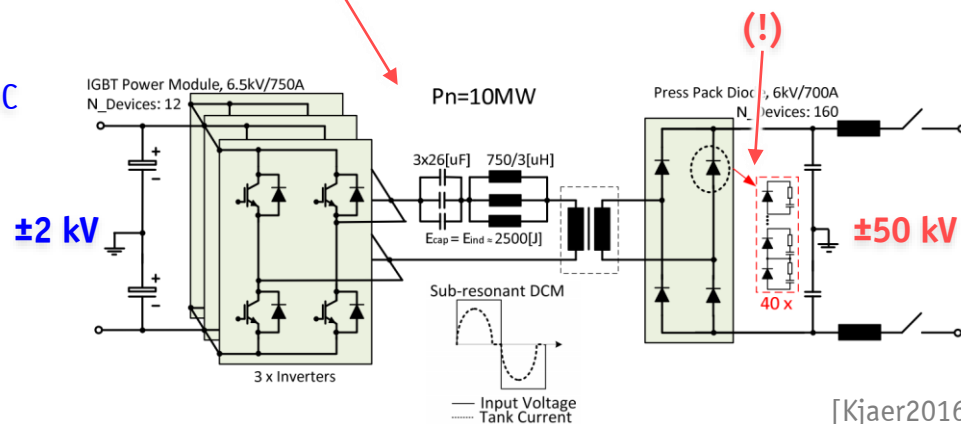 (!)
C
IGBT Power Module, 6.5kV/750A
N_Devices: 12
Pn=10MW
Press Pack Diode, 6kV/700A
N_Devices: 160
3x26[uF]
750/3[uH]
±2 kV
+
−
+
−
Ecap = Eind ≈ 2500[J]
±50 kV
40 x
Sub-resonant DCM
3 x Inverters
Input Voltage
Tank Current
[Kjaer2016